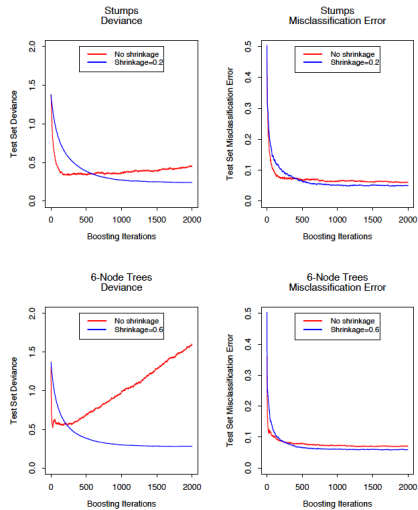 Stumps
Deviance
No shrinkage
Shrinkage=0.2
Test Set Deviance
0.0 0.5 1.0 1.5 2.0
0 500 1000 1500 2000
Boosting Iterations
Stumps
Misclassification Error
No shrinkage
Shrinkage=0.2
Test Set Misclassification Error
0.0 0.1 0.2 0.3 0.4 0.5
0 500 1000 1500 2000
Boosting Iterations
6-Node Trees
Deviance
No shrinkage
Shrinkage=0.6
Test Set Deviance
0.0 0.5 1.0 1.5 2.0
0 500 1000 1500 2000
Boosting Iterations
6-Node Trees
Misclassification Error
No shrinkage
Shrinkage=0.6
Test Set Misclassification Error
0.0 0.1 0.2 0.3 0.4 0.5
0 500 1000 1500 2000
Boosting Iterations